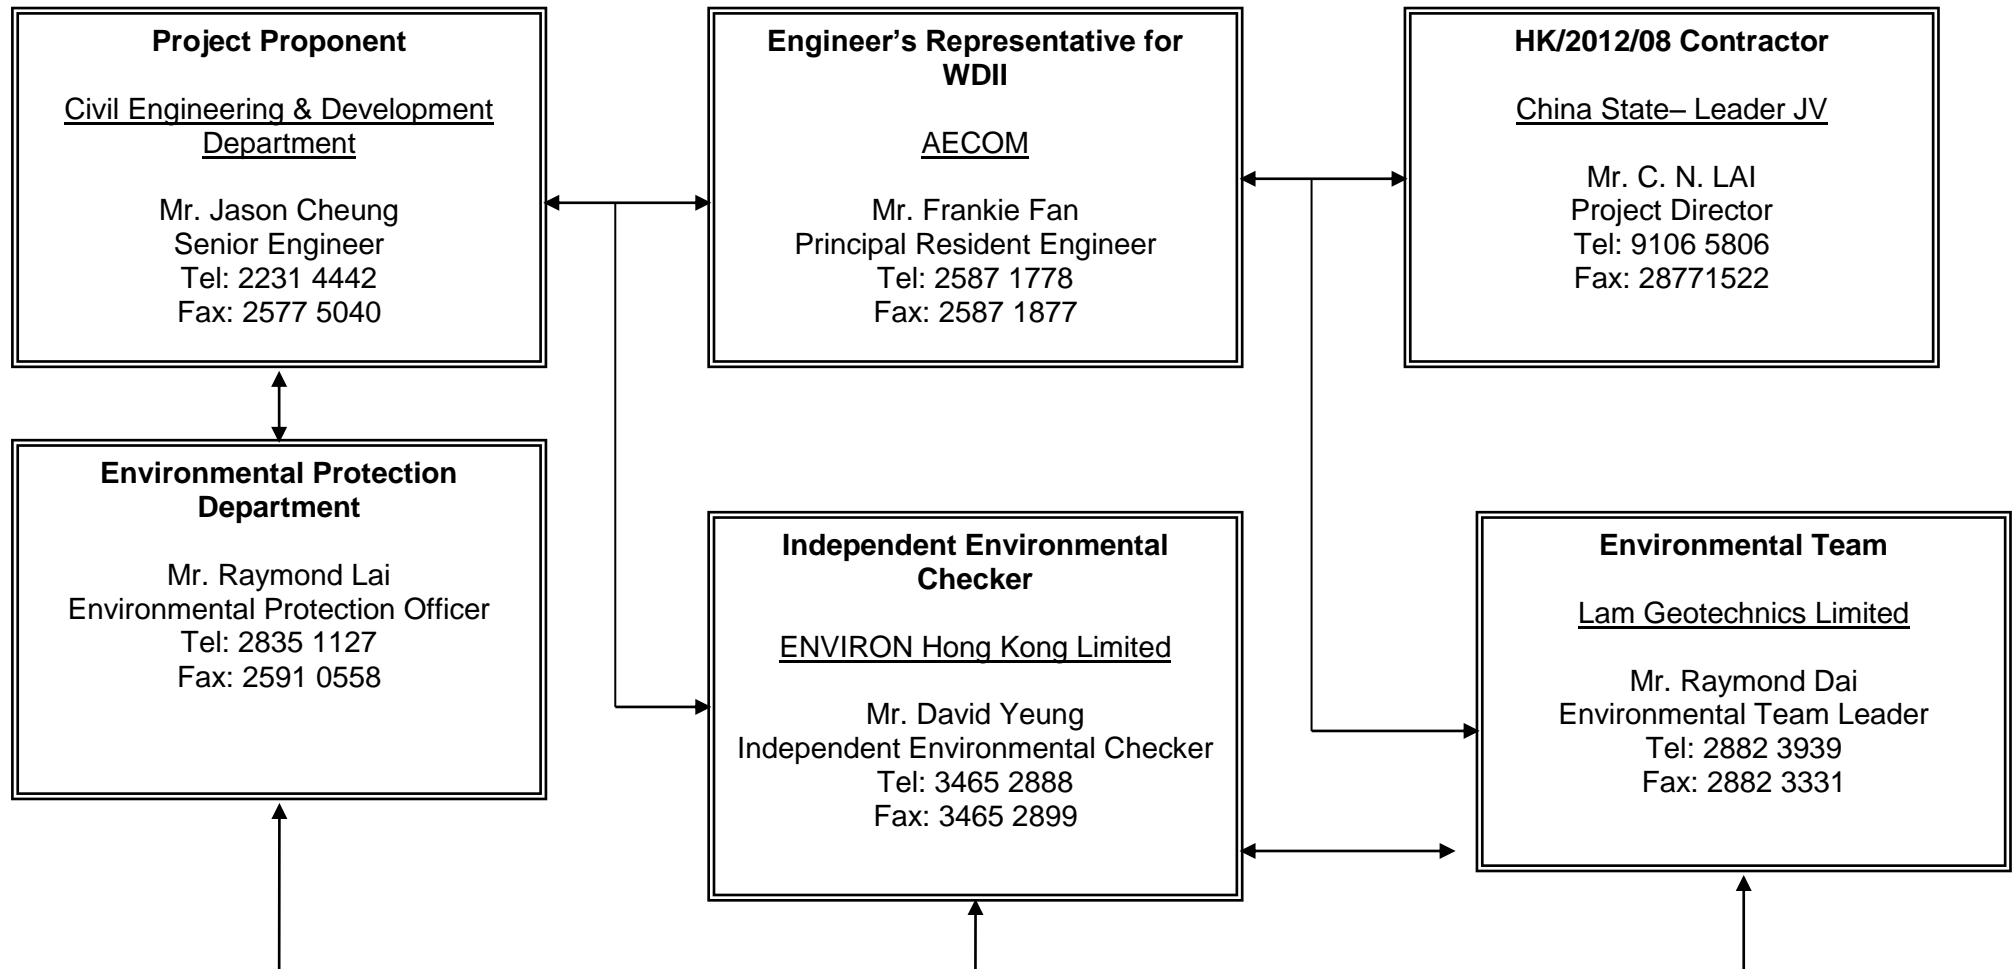 Project Proponent
Civil Engineering & Development
Department
Mr. Jason Cheung
Senior Engineer
Tel: 2231 4442
Fax: 2577 5040
Engineer’s Representative for
WDII
AECOM
Mr. Frankie Fan
Principal Resident Engineer
Tel: 2587 1778
Fax: 2587 1877
HK/2012/08 Contractor
China State– Leader JV
Mr. C. N. LAI
Project Director
Tel: 9106 5806
Fax: 28771522
Environmental Protection
Department
Mr. Raymond Lai
Environmental Protection Officer
Tel: 2835 1127
Fax: 2591 0558
Independent Environmental
Checker
ENVIRON Hong Kong Limited
Mr. David Yeung
Independent Environmental Checker
Tel: 3465 2888
Fax: 3465 2899
Environmental Team
Lam Geotechnics Limited
Mr. Raymond Dai
Environmental Team Leader
Tel: 2882 3939
Fax: 2882 3331